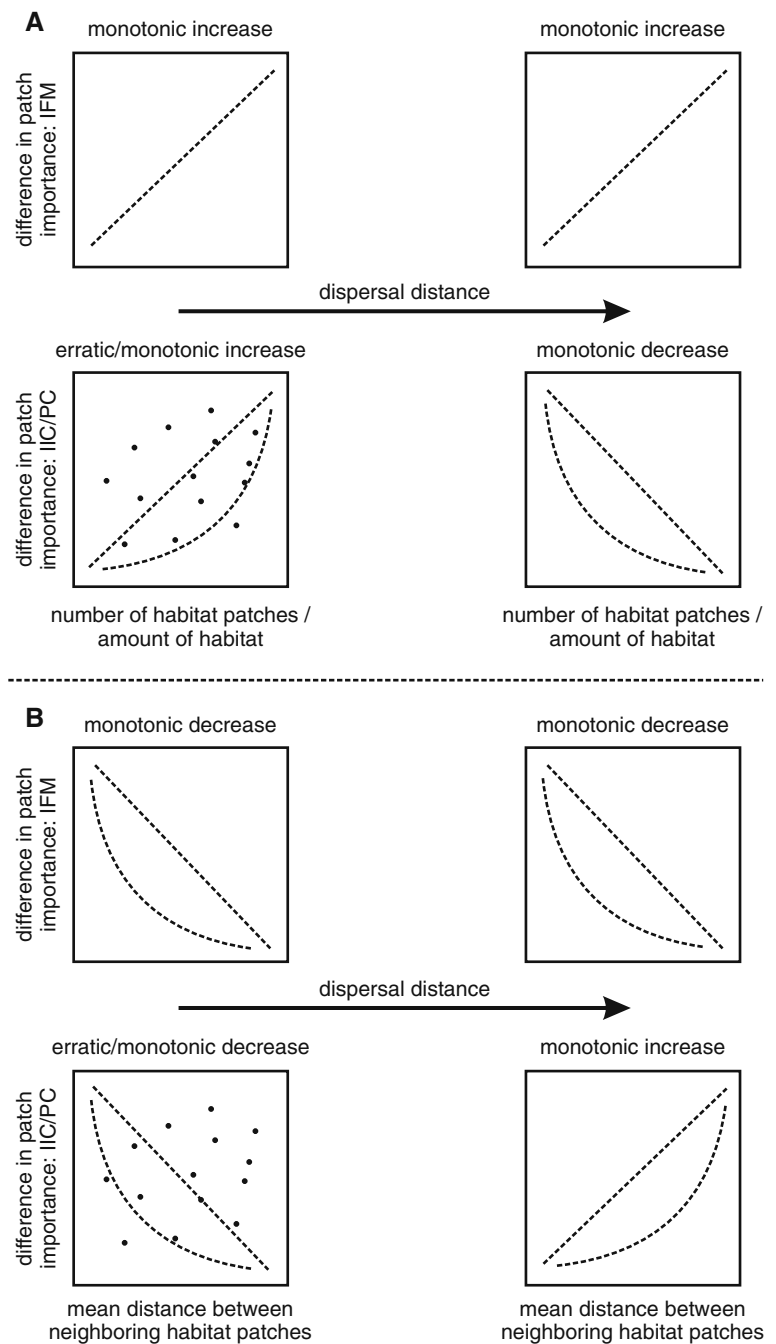 A
monotonic increase
monotonic increase
difference in patch
importance: IFM
dispersal distance
erratic/monotonic increase
monotonic decrease
difference in patch
importance: IIC/PC
number of habitat patches /
amount of habitat
number of habitat patches /
amount of habitat
B
monotonic decrease
monotonic decrease
difference in patch
importance: IFM
dispersal distance
erratic/monotonic decrease
monotonic increase
difference in patch
importance: IIC/PC
mean distance between
neighboring habitat patches
mean distance between
neighboring habitat patches